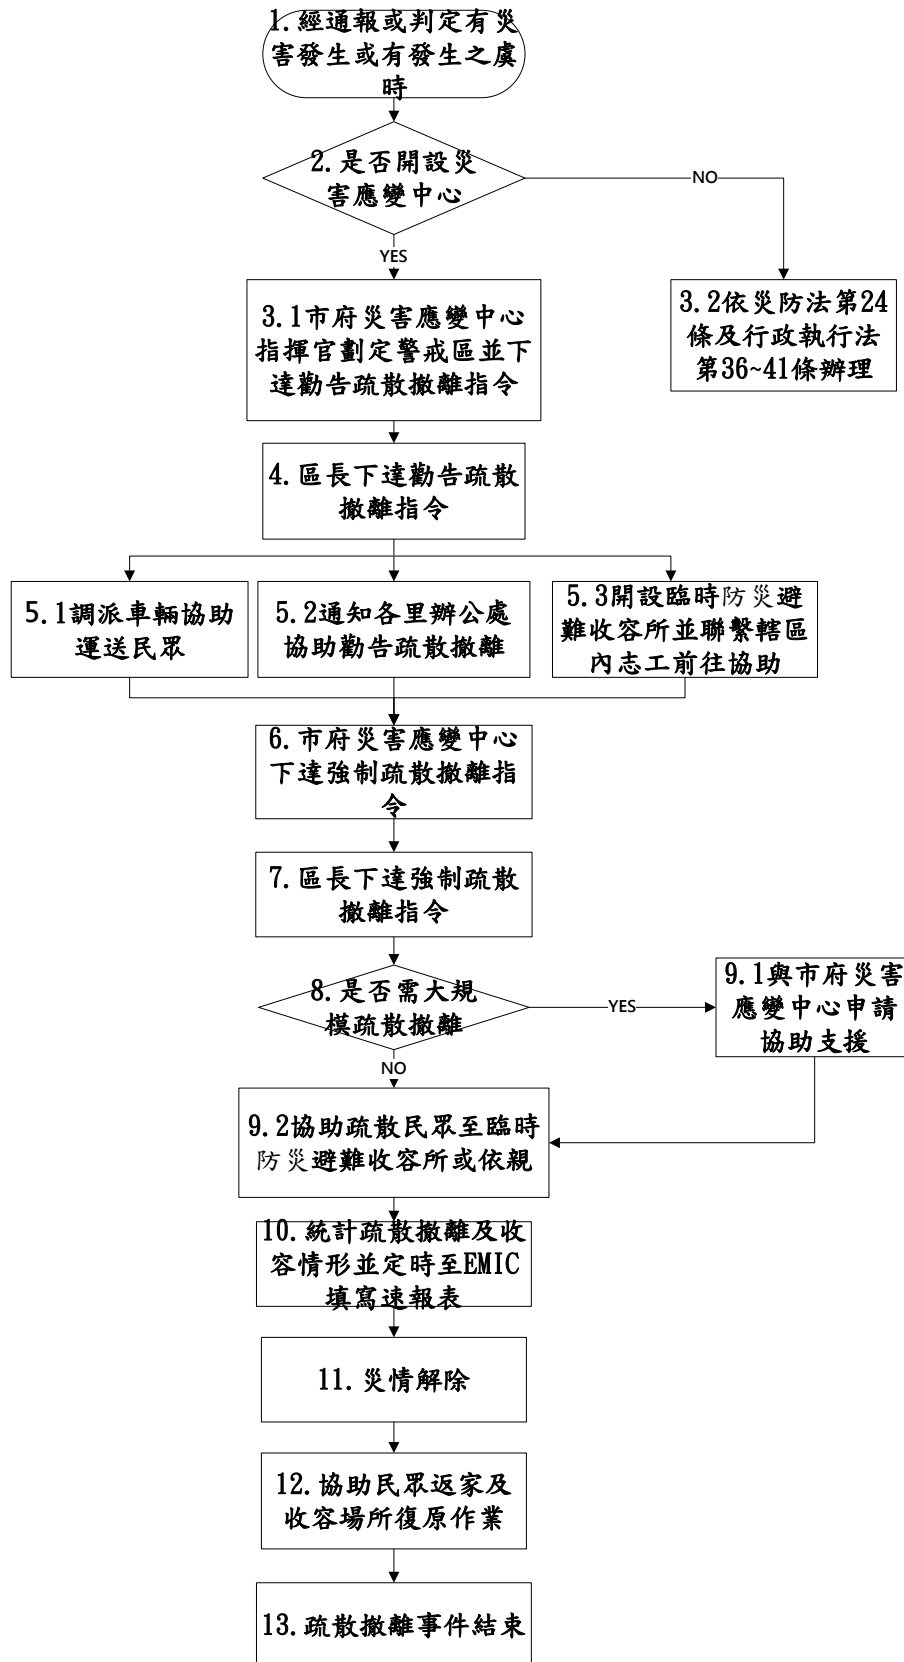 1.經通報或判定有災
害發生或有發生之虞
時
2.是否開設災
害應變中心
NO
YES
3.1市府災害應變中心
指揮官劃定警戒區並下
達勸告疏散撤離指令
3.2依災防法第24
條及行政執行法
第36~41條辦理
4.區長下達勸告疏散
撤離指令
5.1調派車輛協助
運送民眾
5.2通知各里辦公處
協助勸告疏散撤離
5.3開設臨時防災避
難收容所並聯繫轄區
內志工前往協助
6.市府災害應變中心
下達強制疏散撤離指
令
7.區長下達強制疏散
撤離指令
8.是否需大規
模疏散撤離
YES
9.1與市府災害
應變中心申請
協助支援
NO
9.2協助疏散民眾至臨時
防災避難收容所或依親
10.統計疏散撤離及收
容情形並定時至EMIC
填寫速報表
11.災情解除
12.協助民眾返家及
收容場所復原作業
13.疏散撤離事件結束